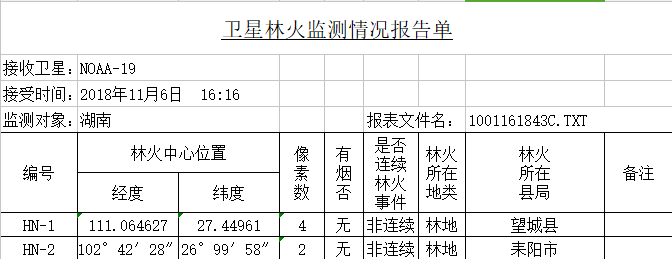 卫星林火监测情况报告单
接收卫星: NOAA-19
接受时间: 2018年11月6日 16:16
监测对象: 湖南 报表文件名: 1001161843C.TXT
编号 林火中心位置 像素数 有烟否 是否连续林火事件 林火所在地类 林火所在县局 备注
经度 纬度
HN-1 111.064627 27.44961 4 无 非连续 林地 望城县
HN-2 102°42′28″ 26°99′58″ 2 无 非连续 林地 耒阳市